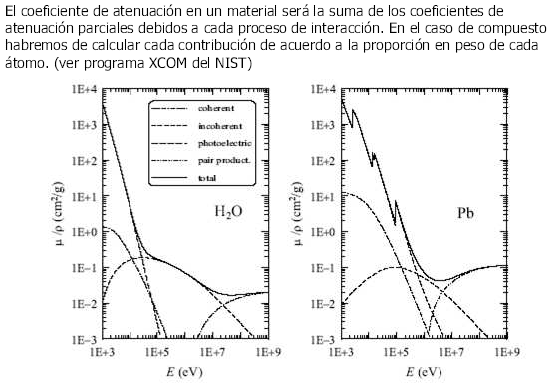 El coeficiente de atenuación en un material será la suma de los coeficientes de
atenuación parciales debidos a cada proceso de interacción. En el caso de compuesto
habremos de calcular cada contribución de acuerdo a la proporción en peso de cada
átomo. (ver programa XCOM del NIST)
1E+4
1E+3
1E+2
1E+1
1E+0
1E−1
1E−2
1E−3
μ /ρ (cm²/g)
coherent
incoherent
photoelectric
pair product.
total
H₂O
1E+3 1E+5 1E+7 1E+9
E (eV)
1E+4
1E+3
1E+2
1E+1
1E+0
1E−1
1E−2
1E−3
μ /ρ (cm²/g)
Pb
1E+3 1E+5 1E+7 1E+9
E (eV)